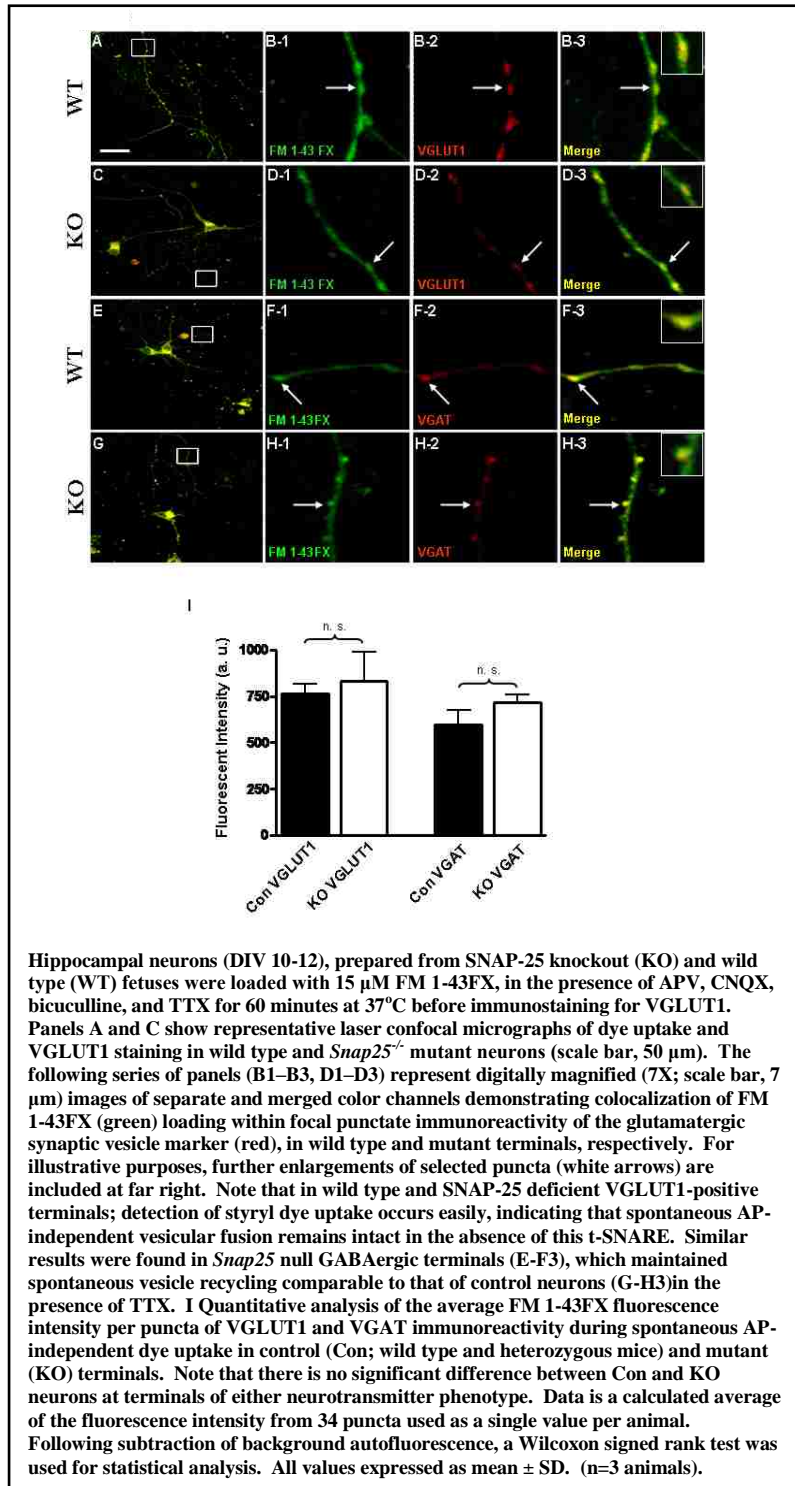 A B-1 B-2 B-3
WT
FM 1-43 FX VGLUT1 Merge
C D-1 D-2 D-3
KO
FM 1-43FX VGLUT1 Merge
E F-1 F-2 F-3
WT
FM 1-43FX VGAT Merge
G H-1 H-2 H-3
KO
FM 1-43FX VGAT Merge
I
n. s.
n. s.
Fluorescent Intensity (a. u.)
1000
750
500
250
0
Con VGLUT1
KO VGLUT1
Con VGAT
KO VGAT
Hippocampal neurons (DIV 10-12), prepared from SNAP-25 knockout (KO) and wild
type (WT) fetuses were loaded with 15 µM FM 1-43FX, in the presence of APV, CNQX,
bicuculline, and TTX for 60 minutes at 37°C before immunostaining for VGLUT1.
Panels A and C show representative laser confocal micrographs of dye uptake and
VGLUT1 staining in wild type and Snap25-/- mutant neurons (scale bar, 50 µm). The
following series of panels (B1–B3, D1–D3) represent digitally magnified (7X; scale bar, 7
µm) images of separate and merged color channels demonstrating colocalization of FM
1-43FX (green) loading within focal punctate immunoreactivity of the glutamatergic
synaptic vesicle marker (red), in wild type and mutant terminals, respectively. For
illustrative purposes, further enlargements of selected puncta (white arrows) are
included at far right. Note that in wild type and SNAP-25 deficient VGLUT1-positive
terminals; detection of styryl dye uptake occurs easily, indicating that spontaneous AP-
independent vesicular fusion remains intact in the absence of this t-SNARE. Similar
results were found in Snap25 null GABAergic terminals (E-F3), which maintained
spontaneous vesicle recycling comparable to that of control neurons (G-H3)in the
presence of TTX. I Quantitative analysis of the average FM 1-43FX fluorescence
intensity per puncta of VGLUT1 and VGAT immunoreactivity during spontaneous AP-
independent dye uptake in control (Con; wild type and heterozygous mice) and mutant
(KO) terminals. Note that there is no significant difference between Con and KO
neurons at terminals of either neurotransmitter phenotype. Data is a calculated average
of the fluorescence intensity from 34 puncta used as a single value per animal.
Following subtraction of background autofluorescence, a Wilcoxon signed rank test was
used for statistical analysis. All values expressed as mean ± SD. (n=3 animals).